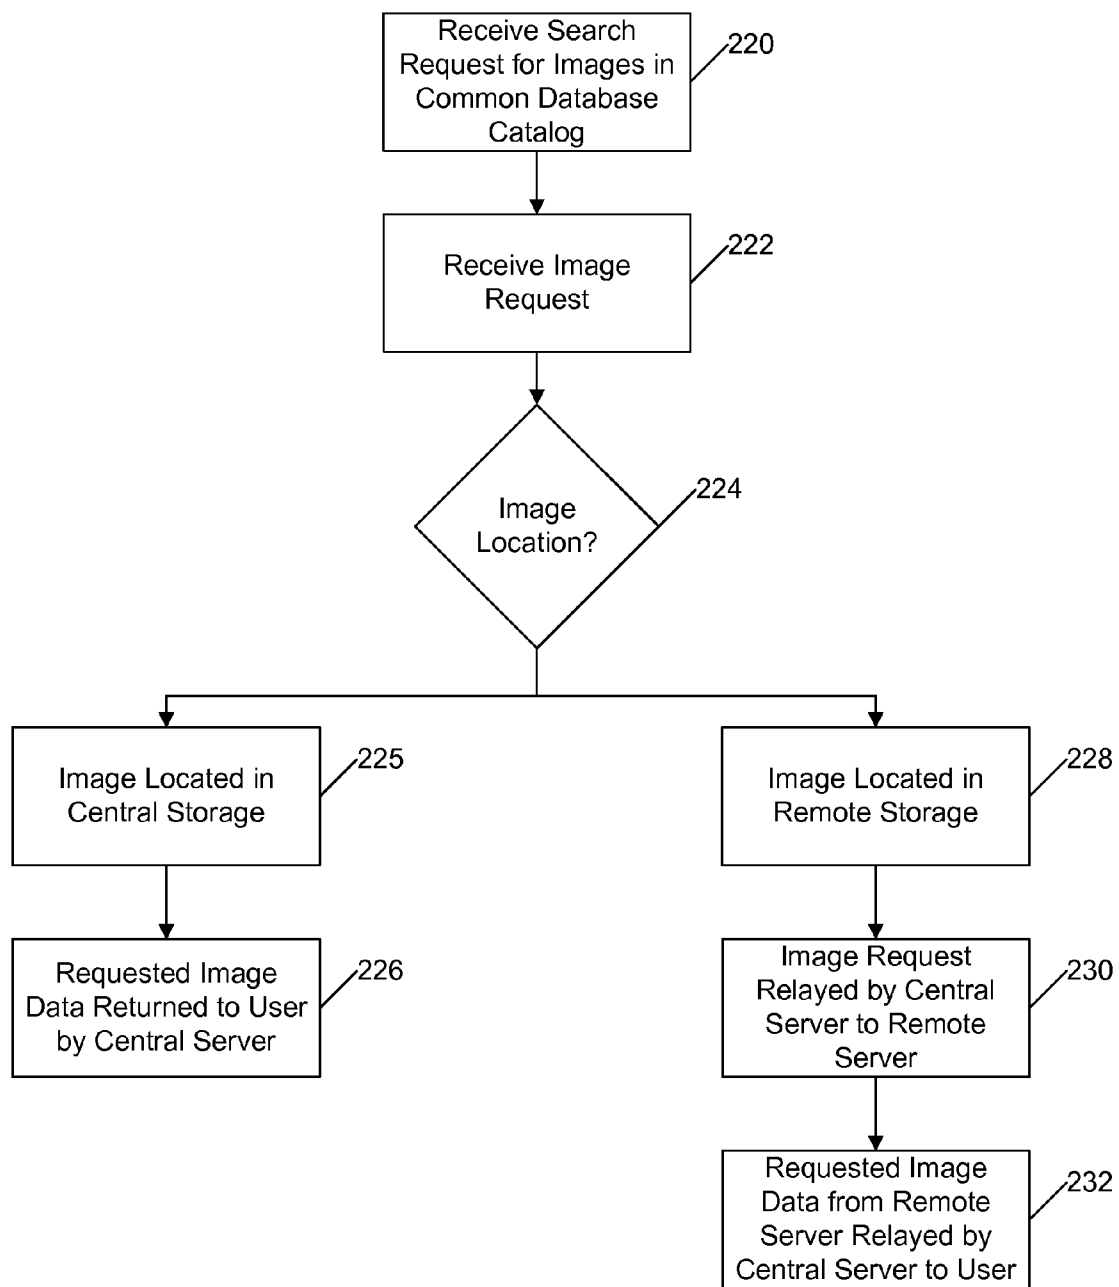 Receive Search
Request for Images in
Common Database
Catalog
220
Receive Image
Request
222
Image
Location?
224
Image Located in
Central Storage
225
Image Located in
Remote Storage
228
Requested Image
Data Returned to User
by Central Server
226
Image Request
Relayed by Central
Server to Remote
Server
230
Requested Image
Data from Remote
Server Relayed by
Central Server to User
232